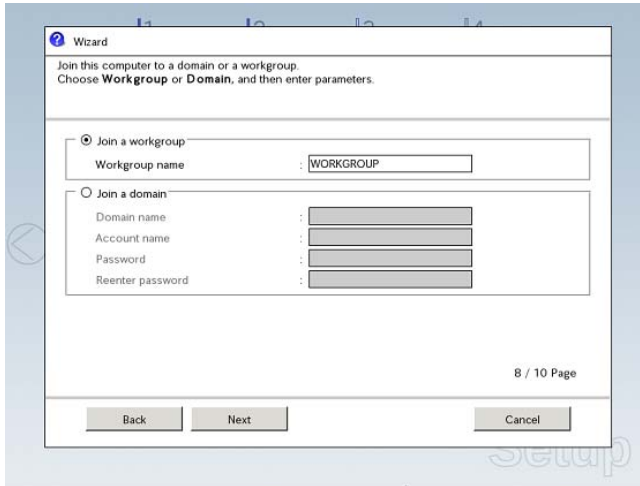 Wizard
Join this computer to a domain or a workgroup.
Choose Workgroup or Domain, and then enter parameters.
Join a workgroup
Workgroup name : WORKGROUP
Join a domain
Domain name :
Account name :
Password :
Reenter password :
8 / 10 Page
Back Next Cancel
Setup